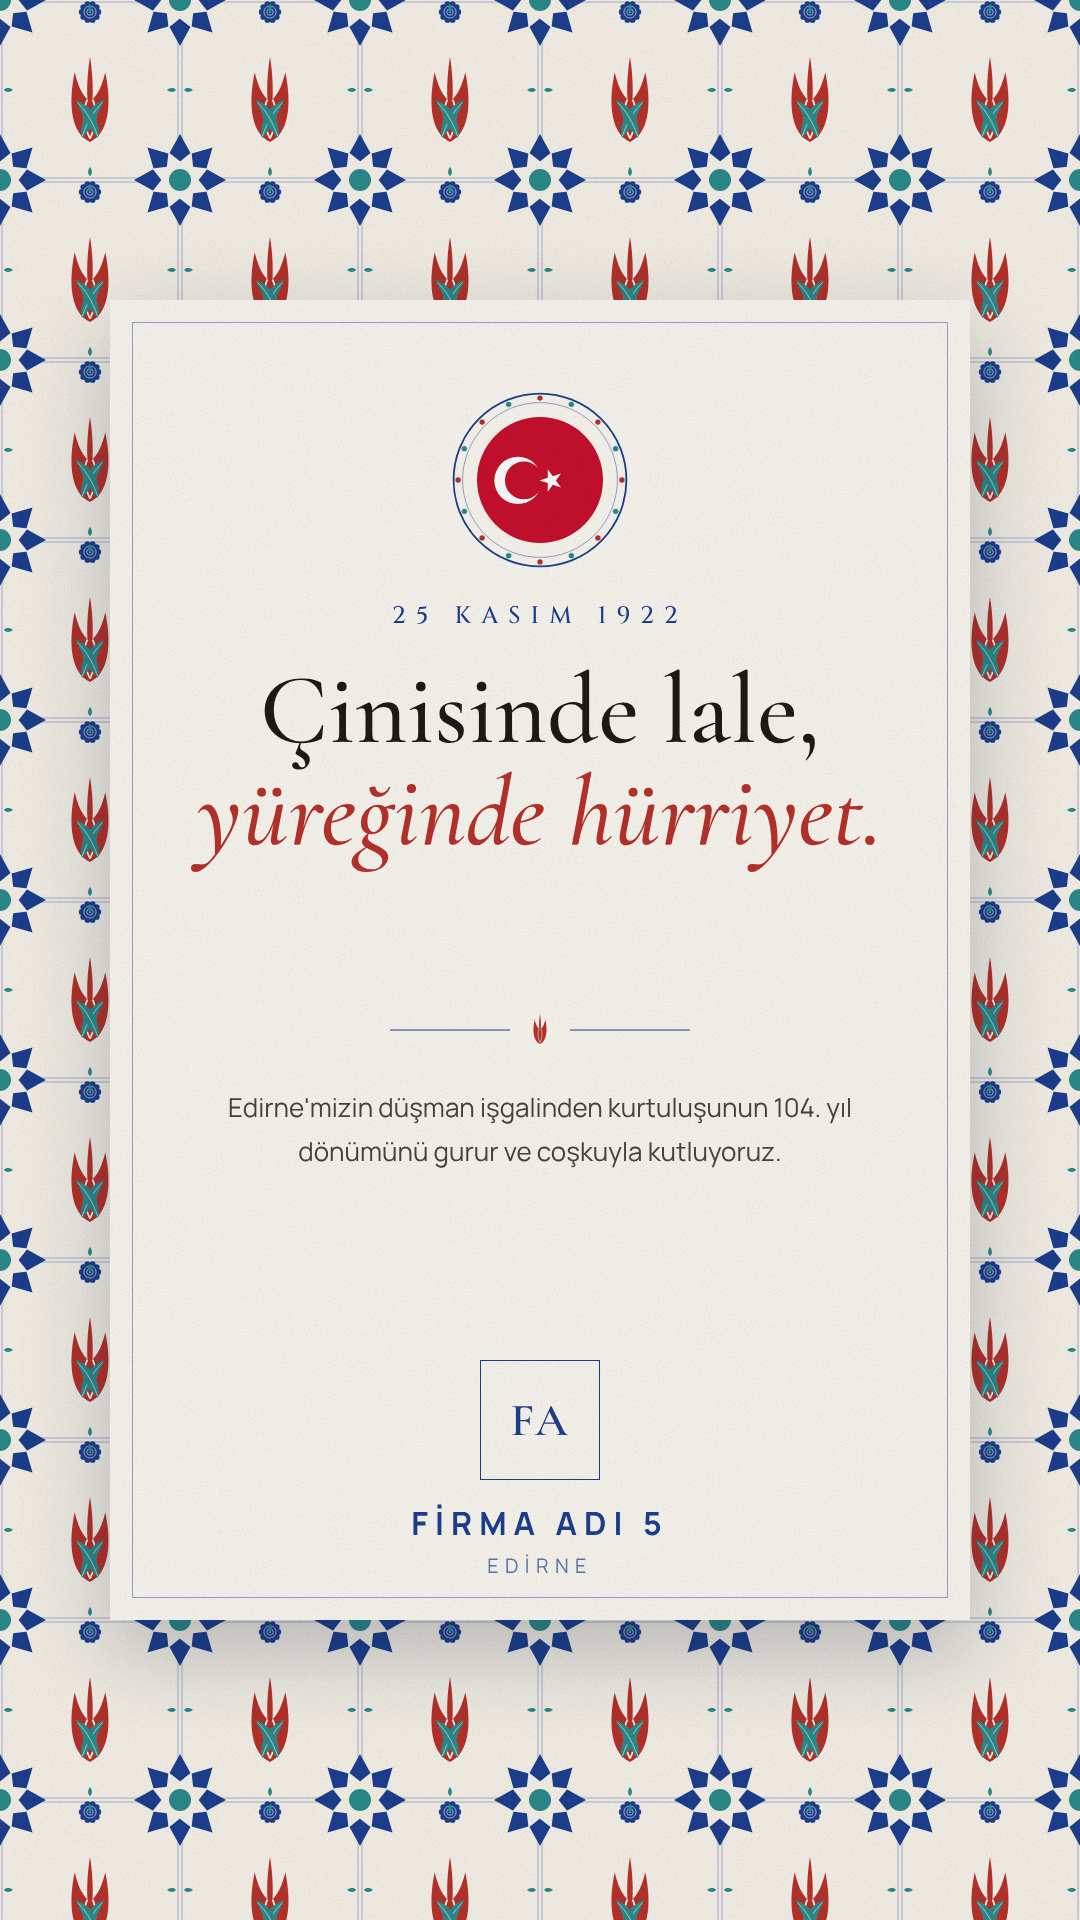 25 KASIM 1922
Çinisinde lale,
yüreğinde hürriyet.
Edirne'mizin düşman işgalinden kurtuluşunun 104. yıl
dönümünü gurur ve coşkuyla kutluyoruz.
FA
FİRMA ADI 5
EDİRNE